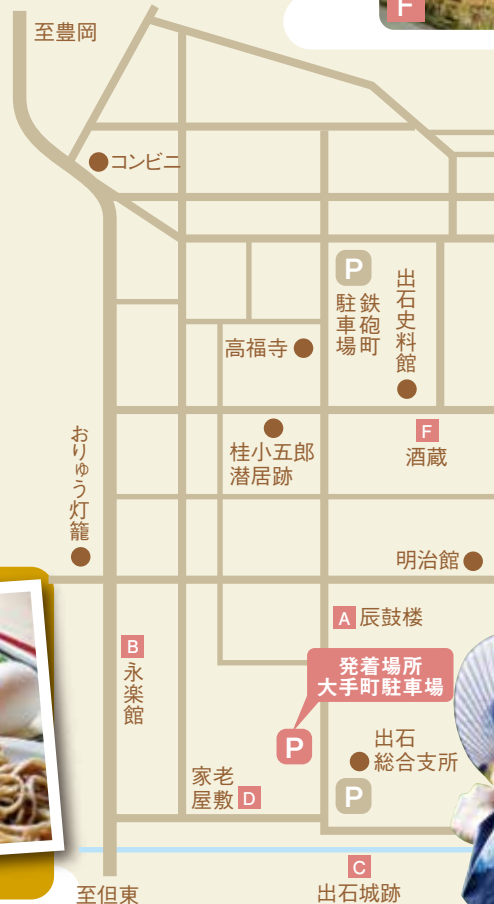 F
至豊岡
コンビニ
P
鉄砲町
駐車場
出石史料館
高福寺
F
酒蔵
桂小五郎
潜居跡
おりゅう灯籠
明治館
A 辰鼓楼
B
永楽館
発着場所
大手町駐車場
P
出石
総合支所
P
家老
屋敷 D
C
出石城跡
至但東